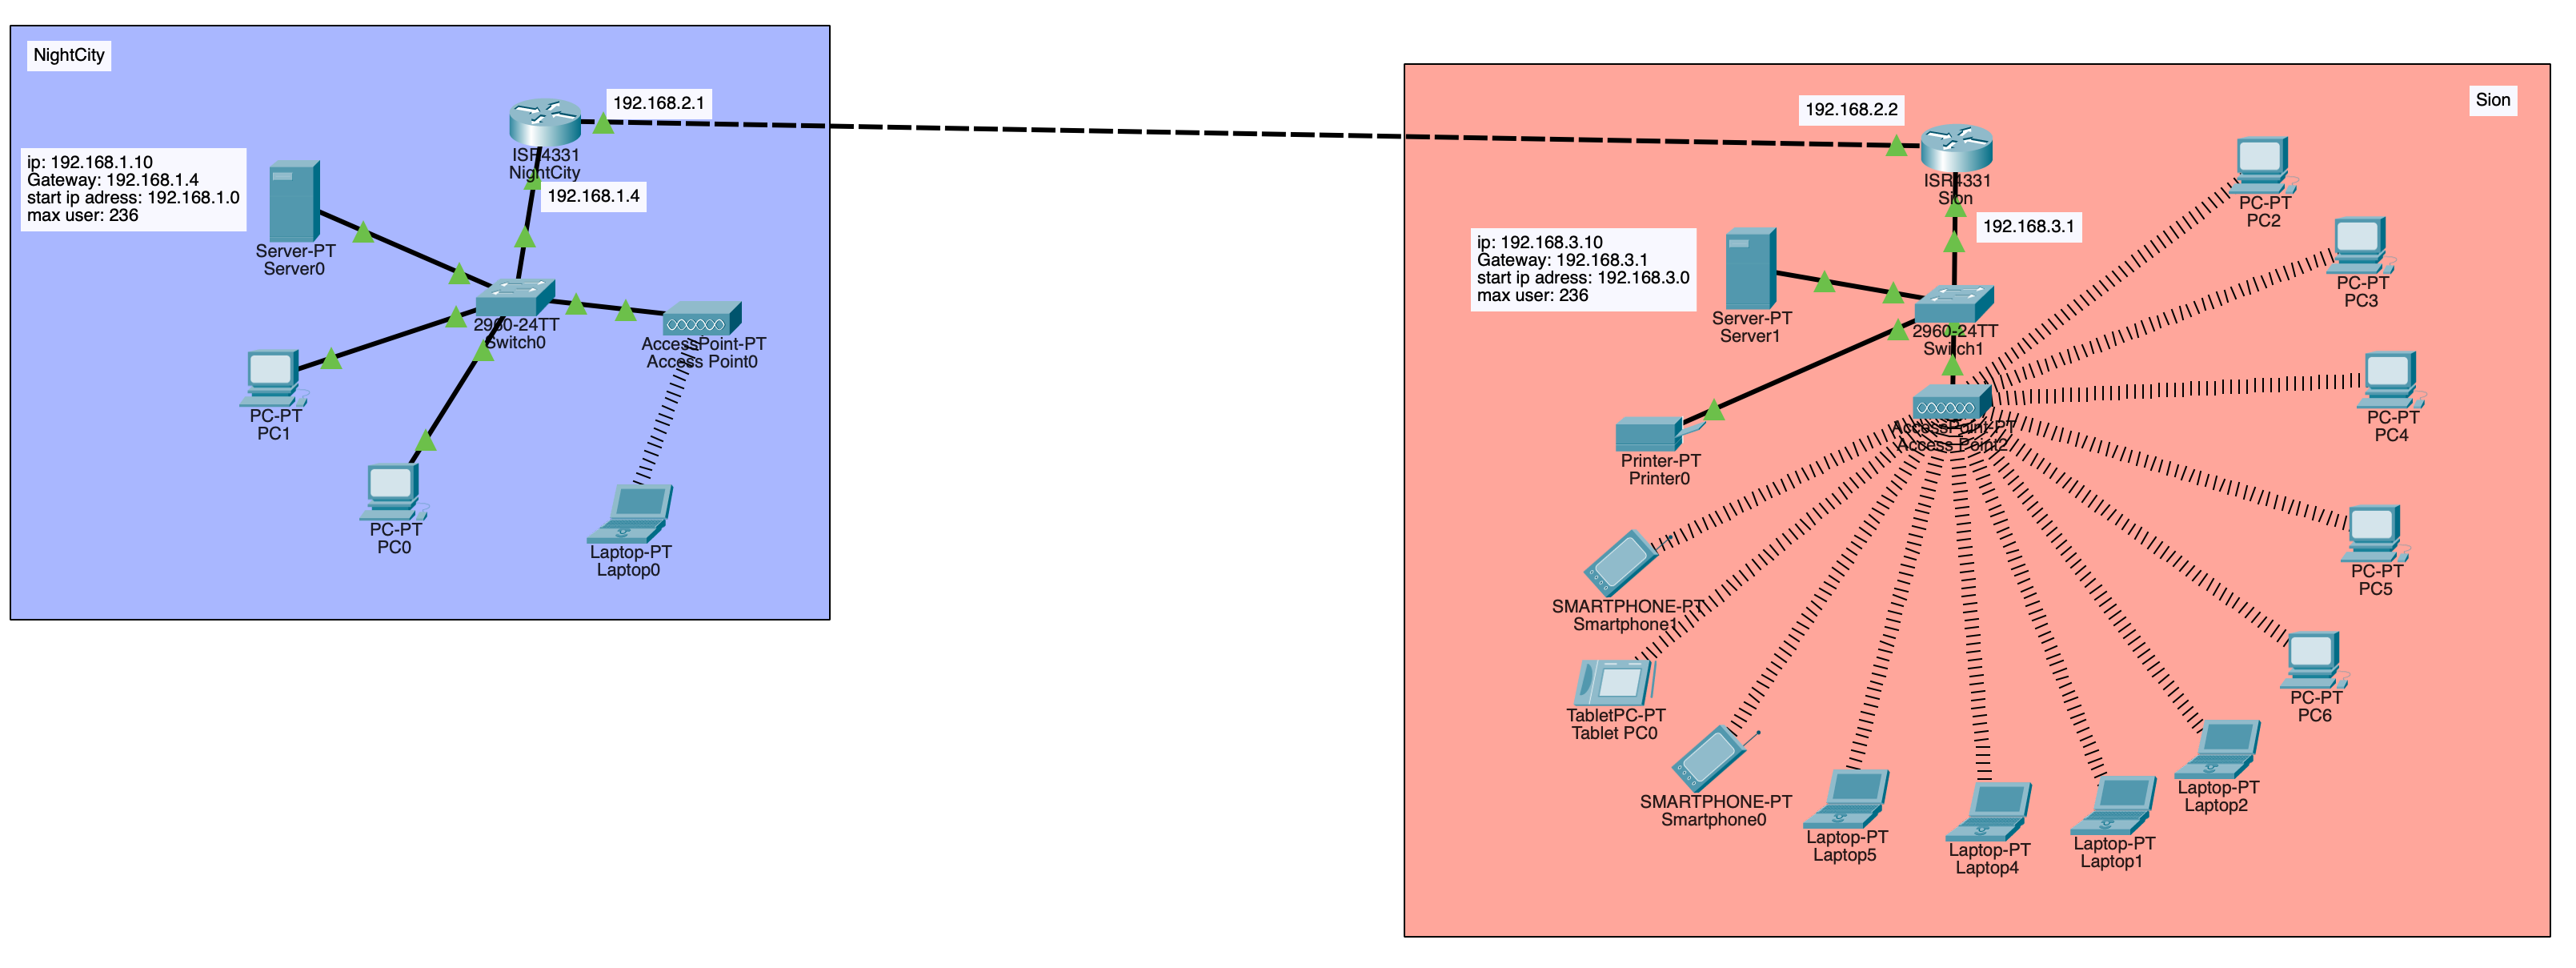 NightCity
192.168.2.1
ISR4331
NightCity
192.168.1.4
ip: 192.168.1.10
Gateway: 192.168.1.4
start ip adress: 192.168.1.0
max user: 236
Server-PT
Server0
2960-24TT
Switch0
AccessPoint-PT
Access Point0
PC-PT
PC1
PC-PT
PC0
Laptop-PT
Laptop0
Sion
192.168.2.2
ISR4331
Sion
192.168.3.1
ip: 192.168.3.10
Gateway: 192.168.3.1
start ip adress: 192.168.3.0
max user: 236
Server-PT
Server1
2960-24TT
Switch1
AccessPoint-PT
Access Point2
Printer-PT
Printer0
PC-PT
PC2
PC-PT
PC3
PC-PT
PC4
PC-PT
PC5
PC-PT
PC6
SMARTPHONE-PT
Smartphone1
TabletPC-PT
Tablet PC0
SMARTPHONE-PT
Smartphone0
Laptop-PT
Laptop5
Laptop-PT
Laptop4
Laptop-PT
Laptop1
Laptop-PT
Laptop2